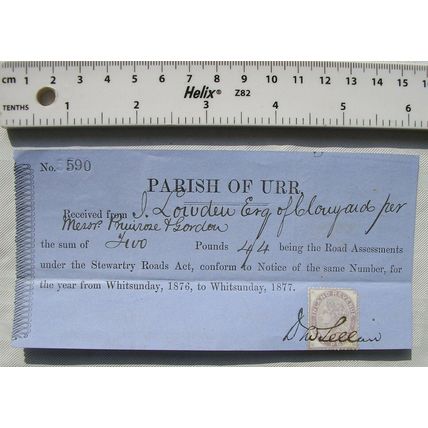 cm 1 2 3 4 5 6 7 8 9 10 11 12 13 14 15 16 17
Helix® Z82
TENTHS 1 2 3 4 5 6
No. 590
PARISH OF URR,
Received from J. Lowden Esq of Clonyard per
Messrs Primrose & Gordon
the sum of Two Pounds 4/4 being the Road Assessments
under the Stewartry Roads Act, conform to Notice of the same Number, for
the year from Whitsunday, 1876, to Whitsunday, 1877.